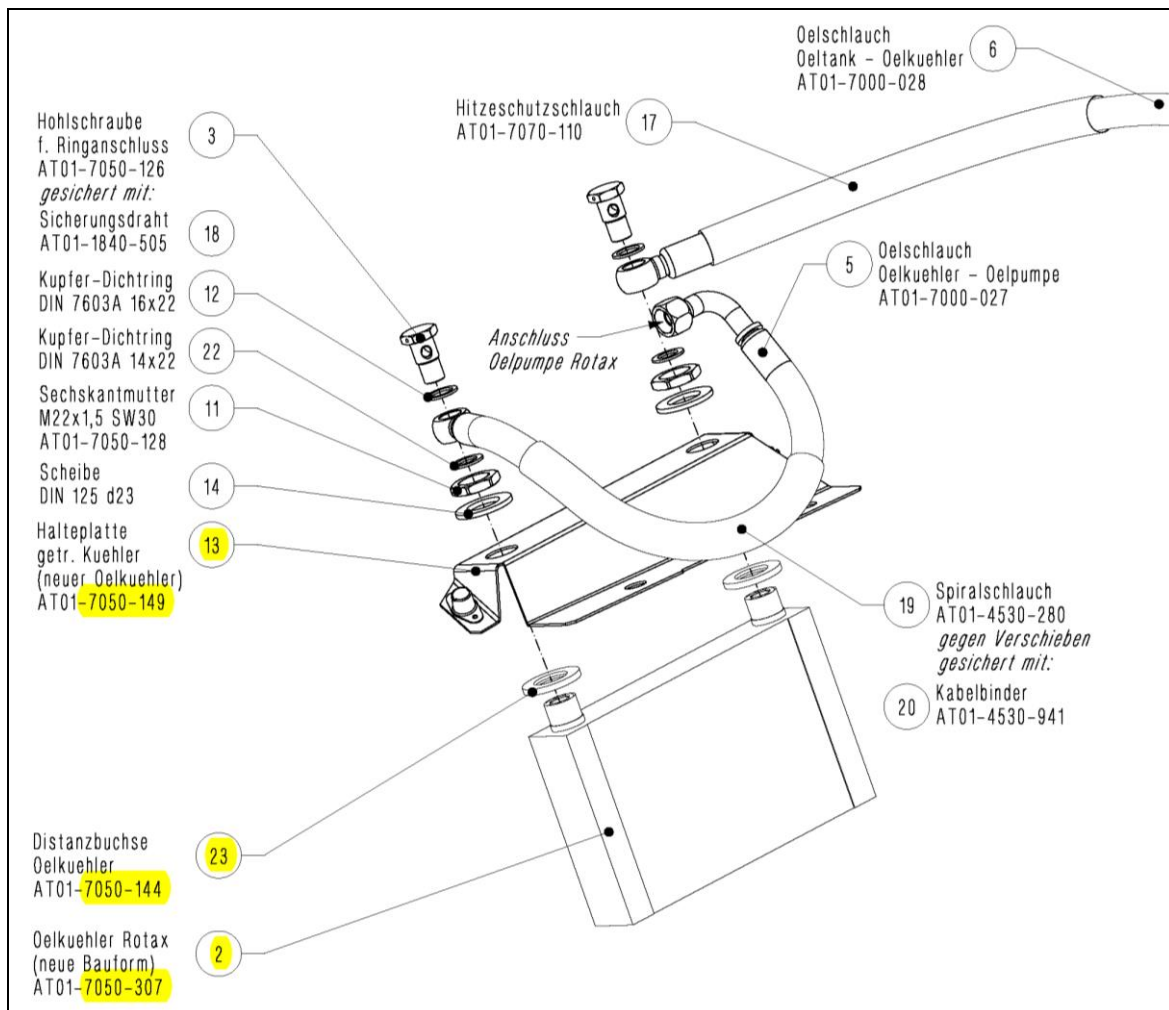 Oelschlauch
Oeltank - Oelkuehler
AT01-7000-028
6
Hitzeschutzschlauch
AT01-7070-110
17
Hohlschraube
f. Ringanschluss
AT01-7050-126
gesichert mit:
3
Sicherungsdraht
AT01-1840-505
18
Kupfer-Dichtring
DIN 7603A 16x22
12
Kupfer-Dichtring
DIN 7603A 14x22
22
Sechskantmutter
M22x1,5 SW30
AT01-7050-128
11
Scheibe
DIN 125 d23
14
Halteplatte
getr. Kuehler
(neuer Oelkuehler)
AT01-7050-149
13
5
Oelschlauch
Oelkuehler - Oelpumpe
AT01-7000-027
Anschluss
Oelpumpe Rotax
19
Spiralschlauch
AT01-4530-280
gegen Verschieben
gesichert mit:
20
Kabelbinder
AT01-4530-941
Distanzbuchse
Oelkuehler
AT01-7050-144
23
Oelkuehler Rotax
(neue Bauform)
AT01-7050-307
2